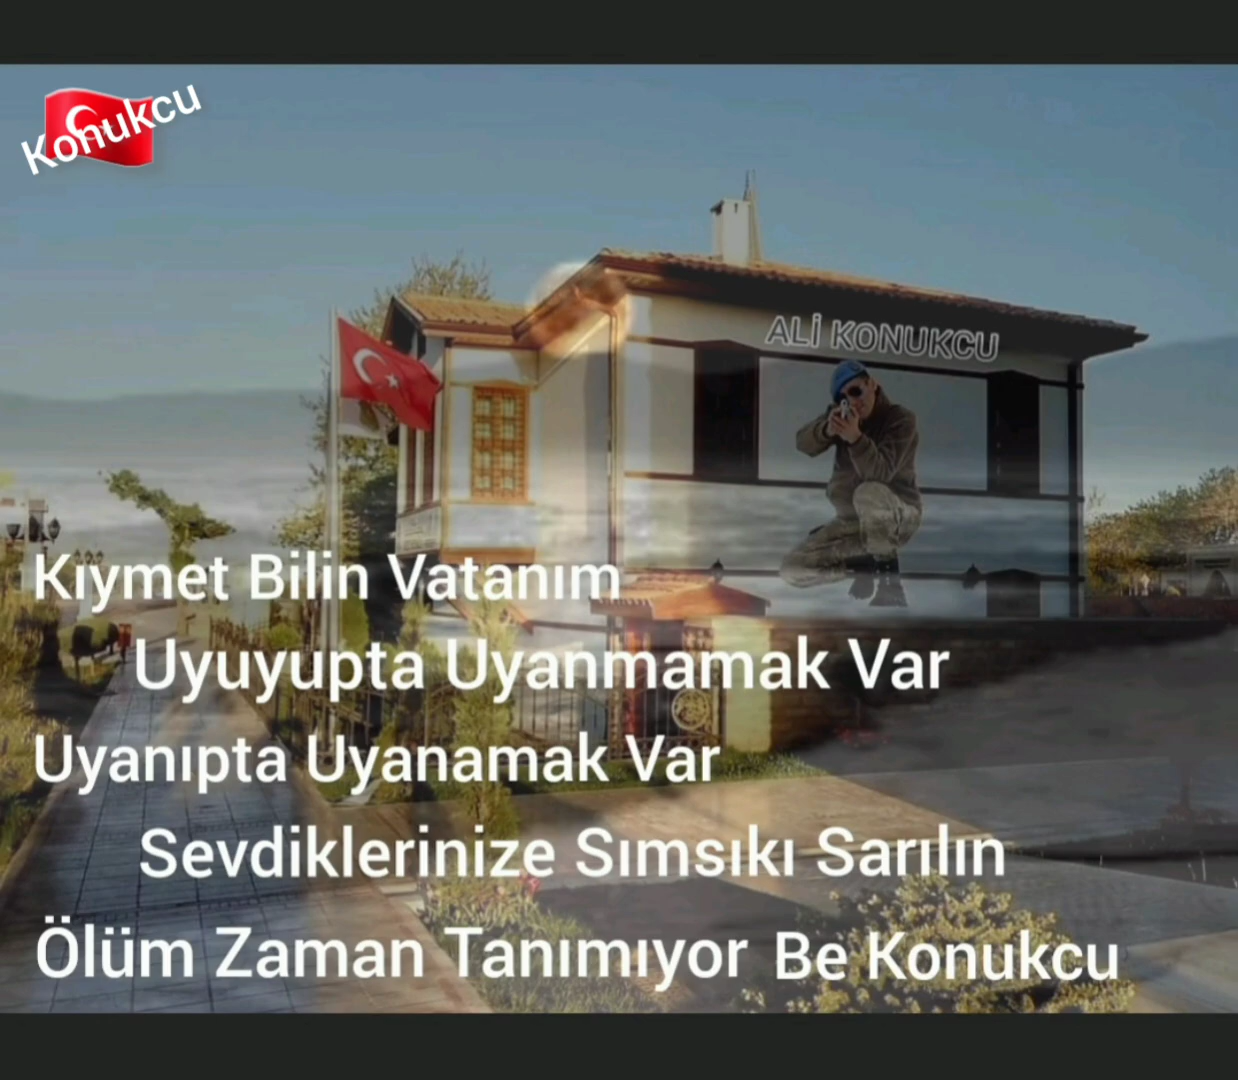 Konukcu
ALİ KONUKCU
Kıymet Bilin Vatanım
Uyuyupta Uyanmamak Var
Uyanıpta Uyanamak Var
Sevdiklerinize Sımsıkı Sarılın
Ölüm Zaman Tanımıyor Be Konukcu